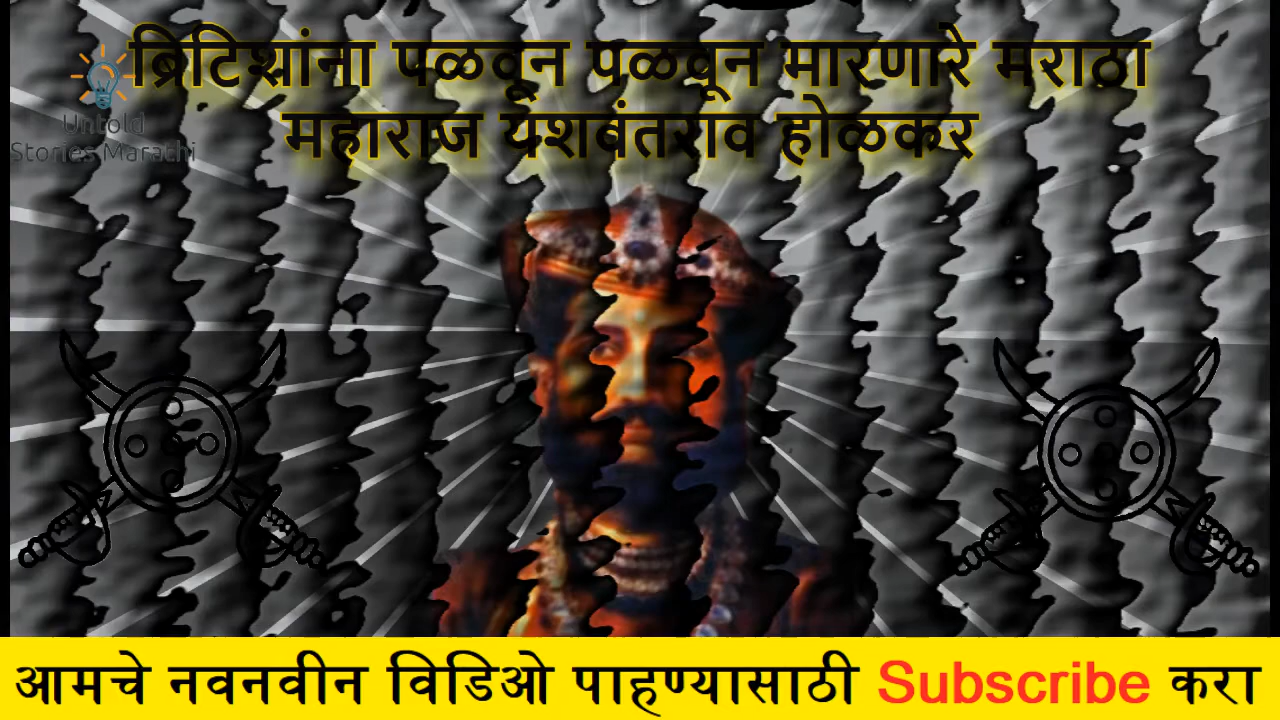 ब्रिटिशांना पळवून पळवून मारणारे मराठा
महाराज यशवंतराव होळकर
Untold
Stories Marathi
आमचे नवनवीन विडिओ पाहण्यासाठी Subscribe करा